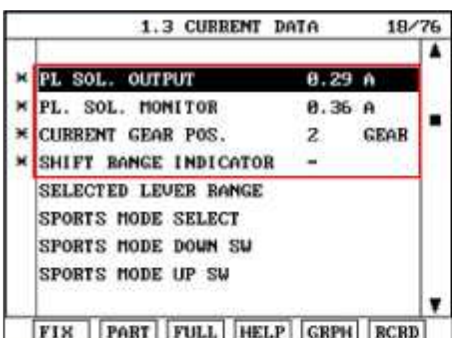 1.3 CURRENT DATA 18/76
* PL SOL. OUTPUT 0.29 A
* PL. SOL. MONITOR 0.36 A
* CURRENT GEAR POS. 2 GEAR
* SHIFT RANGE INDICATOR -
SELECTED LEVER RANGE
SPORTS MODE SELECT
SPORTS MODE DOWN SW
SPORTS MODE UP SW
FIX PART FULL HELP GRPH RCRD